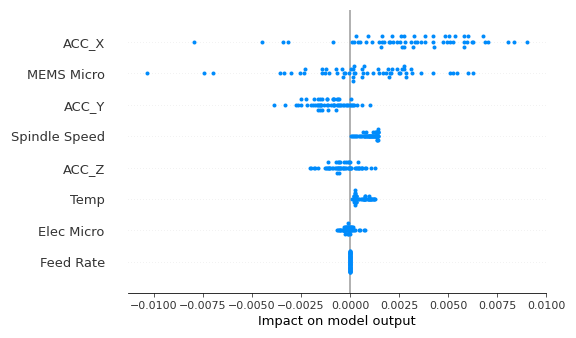 ACC_X
MEMS Micro
ACC_Y
Spindle Speed
ACC_Z
Temp
Elec Micro
Feed Rate
−0.0100 −0.0075 −0.0050 −0.0025 0.0000 0.0025 0.0050 0.0075 0.0100
Impact on model output